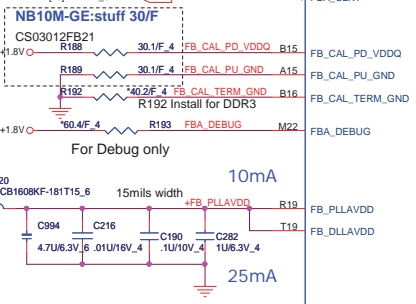 NB10M-GE:stuff 30/F
CS03012FB21
+1.8V R188 30.1/F_4 FB_CAL_PD_VDDQ B15 FB_CAL_PD_VDDQ
R189 30.1/F_4 FB_CAL_PU_GND A15 FB_CAL_PU_GND
R192 *40.2/F_4 FB_CAL_TERM_GND B16 FB_CAL_TERM_GND
R192 Install for DDR3
+1.8V *60.4/F_4 R193 FBA_DEBUG M22 FBA_DEBUG
For Debug only
10mA
20
CB1608KF-181T15_6 15mils width
+FB_PLLAVDD R19 FB_PLLAVDD
T19 FB_DLLAVDD
C994 C216 C190 C282
4.7U/6.3V_6 .01U/16V_4 .1U/10V_4 1U/6.3V_4
25mA